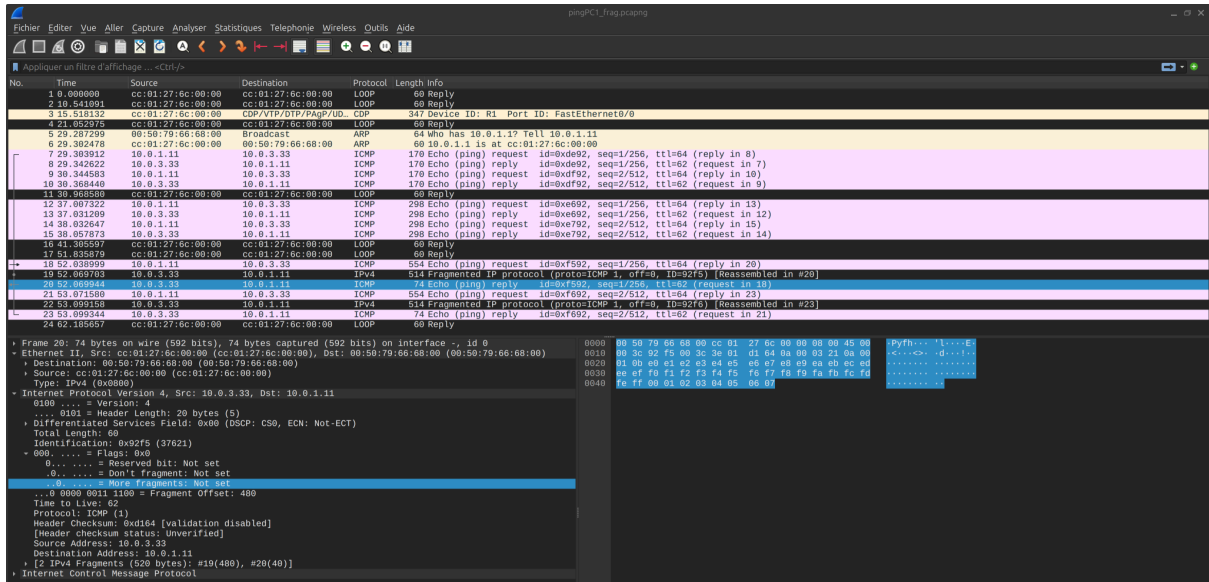 pingPC1_frag.pcapng
Fichier Editer Vue Aller Capture Analyser Statistiques Telephonie Wireless Outils Aide
Appliquer un filtre d'affichage ... <Ctrl-/>
No. Time Source Destination Protocol Length Info
1 0.000000 cc:01:27:6c:00:00 cc:01:27:6c:00:00 LOOP 60 Reply
2 10.541091 cc:01:27:6c:00:00 cc:01:27:6c:00:00 LOOP 60 Reply
3 15.518132 cc:01:27:6c:00:00 CDP/VTP/DTP/PAgP/UD… CDP 347 Device ID: R1 Port ID: FastEthernet0/0
4 21.052975 cc:01:27:6c:00:00 cc:01:27:6c:00:00 LOOP 60 Reply
5 29.287299 00:50:79:66:68:00 Broadcast ARP 64 Who has 10.0.1.1? Tell 10.0.1.11
6 29.302478 cc:01:27:6c:00:00 00:50:79:66:68:00 ARP 60 10.0.1.1 is at cc:01:27:6c:00:00
7 29.303912 10.0.1.11 10.0.3.33 ICMP 170 Echo (ping) request id=0xde92, seq=1/256, ttl=64 (reply in 8)
8 29.342622 10.0.3.33 10.0.1.11 ICMP 170 Echo (ping) reply id=0xde92, seq=1/256, ttl=62 (request in 7)
9 30.344583 10.0.1.11 10.0.3.33 ICMP 170 Echo (ping) request id=0xdf92, seq=2/512, ttl=64 (reply in 10)
10 30.368440 10.0.3.33 10.0.1.11 ICMP 170 Echo (ping) reply id=0xdf92, seq=2/512, ttl=62 (request in 9)
11 30.968580 cc:01:27:6c:00:00 cc:01:27:6c:00:00 LOOP 60 Reply
12 37.007322 10.0.1.11 10.0.3.33 ICMP 298 Echo (ping) request id=0xe692, seq=1/256, ttl=64 (reply in 13)
13 37.031209 10.0.3.33 10.0.1.11 ICMP 298 Echo (ping) reply id=0xe692, seq=1/256, ttl=62 (request in 12)
14 38.032647 10.0.1.11 10.0.3.33 ICMP 298 Echo (ping) request id=0xe792, seq=2/512, ttl=64 (reply in 15)
15 38.057873 10.0.3.33 10.0.1.11 ICMP 298 Echo (ping) reply id=0xe792, seq=2/512, ttl=62 (request in 14)
16 41.305597 cc:01:27:6c:00:00 cc:01:27:6c:00:00 LOOP 60 Reply
17 51.835879 cc:01:27:6c:00:00 cc:01:27:6c:00:00 LOOP 60 Reply
18 52.038999 10.0.1.11 10.0.3.33 ICMP 554 Echo (ping) request id=0xf592, seq=1/256, ttl=64 (reply in 20)
19 52.069703 10.0.3.33 10.0.1.11 IPv4 514 Fragmented IP protocol (proto=ICMP 1, off=0, ID=92f5) [Reassembled in #20]
20 52.069944 10.0.3.33 10.0.1.11 ICMP 74 Echo (ping) reply id=0xf592, seq=1/256, ttl=62 (request in 18)
21 53.071580 10.0.1.11 10.0.3.33 ICMP 554 Echo (ping) request id=0xf692, seq=2/512, ttl=64 (reply in 23)
22 53.099158 10.0.3.33 10.0.1.11 IPv4 514 Fragmented IP protocol (proto=ICMP 1, off=0, ID=92f6) [Reassembled in #23]
23 53.099344 10.0.3.33 10.0.1.11 ICMP 74 Echo (ping) reply id=0xf692, seq=2/512, ttl=62 (request in 21)
24 62.185657 cc:01:27:6c:00:00 cc:01:27:6c:00:00 LOOP 60 Reply
Frame 20: 74 bytes on wire (592 bits), 74 bytes captured (592 bits) on interface -, id 0
Ethernet II, Src: cc:01:27:6c:00:00 (cc:01:27:6c:00:00), Dst: 00:50:79:66:68:00 (00:50:79:66:68:00)
Destination: 00:50:79:66:68:00 (00:50:79:66:68:00)
Source: cc:01:27:6c:00:00 (cc:01:27:6c:00:00)
Type: IPv4 (0x0800)
Internet Protocol Version 4, Src: 10.0.3.33, Dst: 10.0.1.11
0100 .... = Version: 4
.... 0101 = Header Length: 20 bytes (5)
Differentiated Services Field: 0x00 (DSCP: CS0, ECN: Not-ECT)
Total Length: 60
Identification: 0x92f5 (37621)
000. .... = Flags: 0x0
0... .... = Reserved bit: Not set
.0.. .... = Don't fragment: Not set
..0. .... = More fragments: Not set
...0 0000 0011 1100 = Fragment Offset: 480
Time to Live: 62
Protocol: ICMP (1)
Header Checksum: 0xd164 [validation disabled]
[Header checksum status: Unverified]
Source Address: 10.0.3.33
Destination Address: 10.0.1.11
[2 IPv4 Fragments (520 bytes): #19(480), #20(40)]
Internet Control Message Protocol
0000 00 50 79 66 68 00 cc 01 27 6c 00 00 08 00 45 00 ·Pyfh··· 'l····E·
0010 00 3c 92 f5 00 3c 3e 01 d1 64 0a 00 03 21 0a 00 ·<···<>· ·d···!··
0020 01 0b e0 e1 e2 e3 e4 e5 e6 e7 e8 e9 ea eb ec ed ········ ········
0030 ee ef f0 f1 f2 f3 f4 f5 f6 f7 f8 f9 fa fb fc fd ········ ········
0040 fe ff 00 01 02 03 04 05 06 07 ········ ··